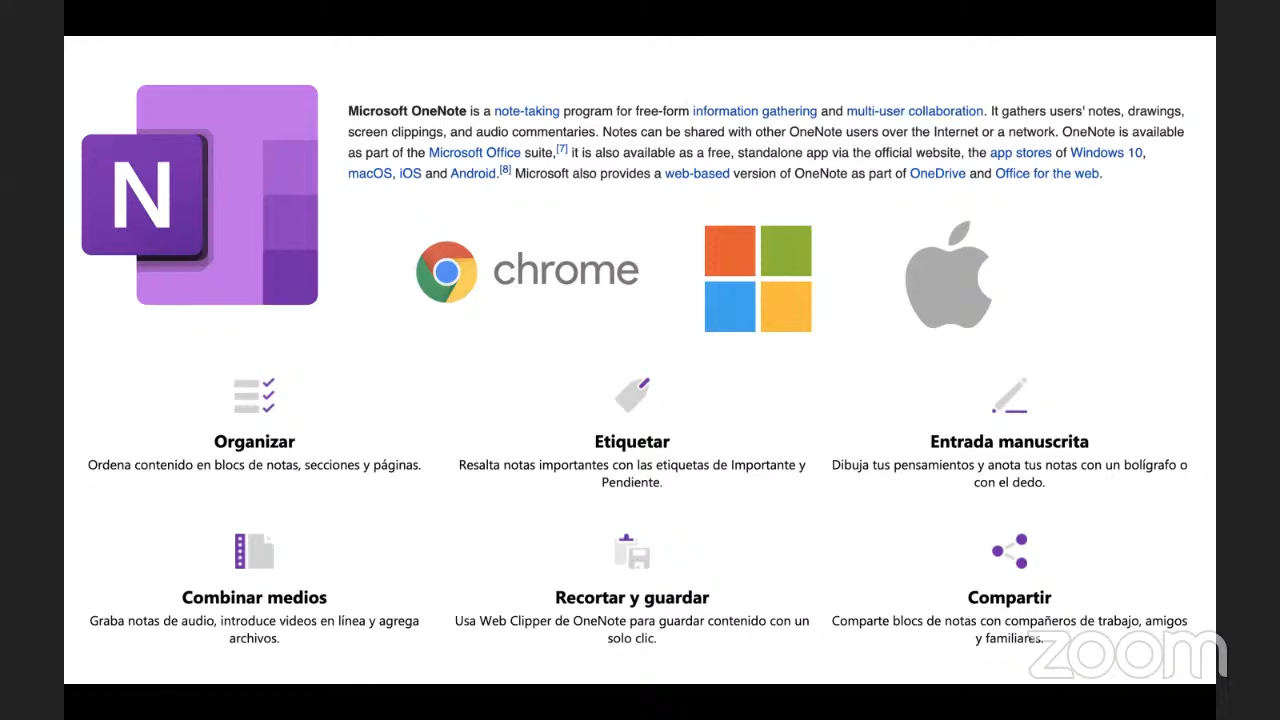 N
Microsoft OneNote is a note-taking program for free-form information gathering and multi-user collaboration. It gathers users' notes, drawings,
screen clippings, and audio commentaries. Notes can be shared with other OneNote users over the Internet or a network. OneNote is available
as part of the Microsoft Office suite,[7] it is also available as a free, standalone app via the official website, the app stores of Windows 10,
macOS, iOS and Android.[8] Microsoft also provides a web-based version of OneNote as part of OneDrive and Office for the web.
chrome
Organizar
Ordena contenido en blocs de notas, secciones y páginas.
Etiquetar
Resalta notas importantes con las etiquetas de Importante y
Pendiente.
Entrada manuscrita
Dibuja tus pensamientos y anota tus notas con un bolígrafo o
con el dedo.
Combinar medios
Graba notas de audio, introduce videos en línea y agrega
archivos.
Recortar y guardar
Usa Web Clipper de OneNote para guardar contenido con un
solo clic.
Compartir
Comparte blocs de notas con compañeros de trabajo, amigos
y familiares.
zoom